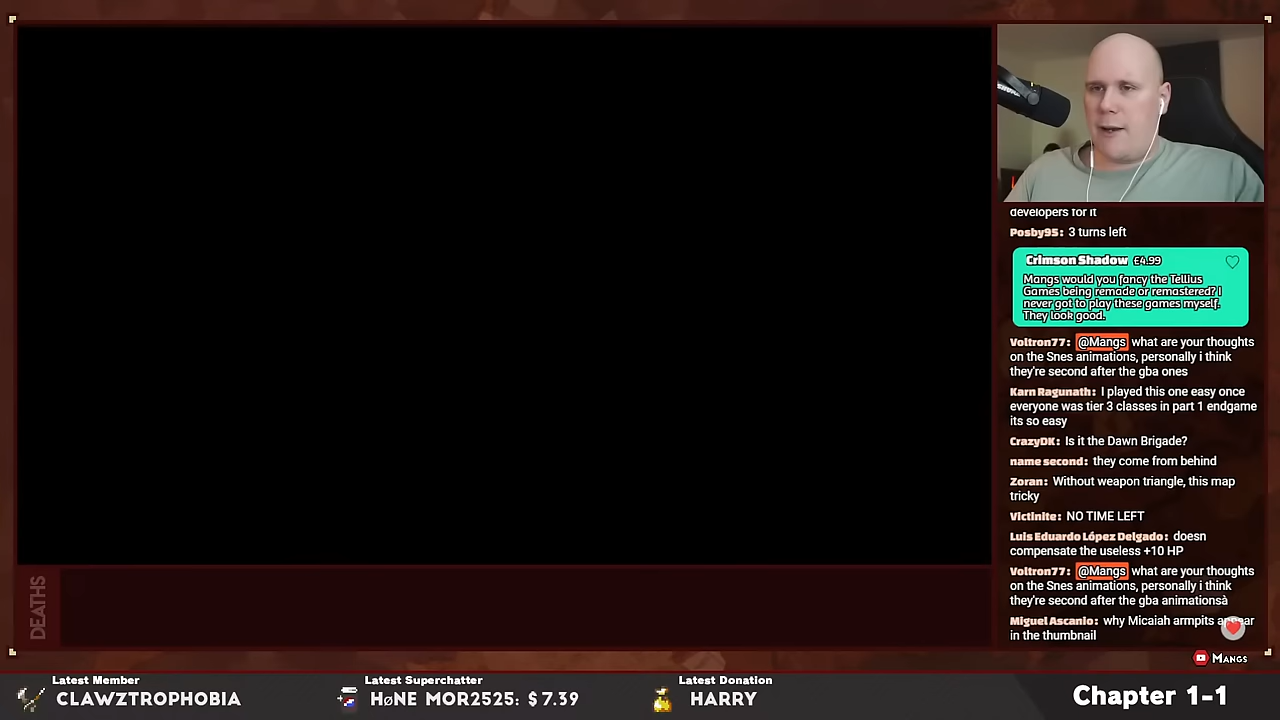 developers for it
Posby95: 3 turns left
Crimson Shadow £4.99
Mangs would you fancy the Tellius
Games being remade or remastered? I
never got to play these games myself.
They look good.
Voltron77: @Mangs what are your thoughts
on the Snes animations, personally i think
they're second after the gba ones
Karn Ragunath: I played this one easy once
everyone was tier 3 classes in part 1 endgame
its so easy
CrazyDK: Is it the Dawn Brigade?
name second: they come from behind
Zoran: Without weapon triangle, this map
tricky
Victinite: NO TIME LEFT
Luis Eduardo López Delgado: doesn
compensate the useless +10 HP
Voltron77: @Mangs what are your thoughts
on the Snes animations, personally i think
they're second after the gba animationsà
Miguel Ascanio: why Micaiah armpits appear
in the thumbnail
DEATHS
Mangs
Latest Member
CLAWZTROPHOBIA
Latest Superchatter
HøNE MOR2525: $7.39
Latest Donation
HARRY
Chapter 1-1